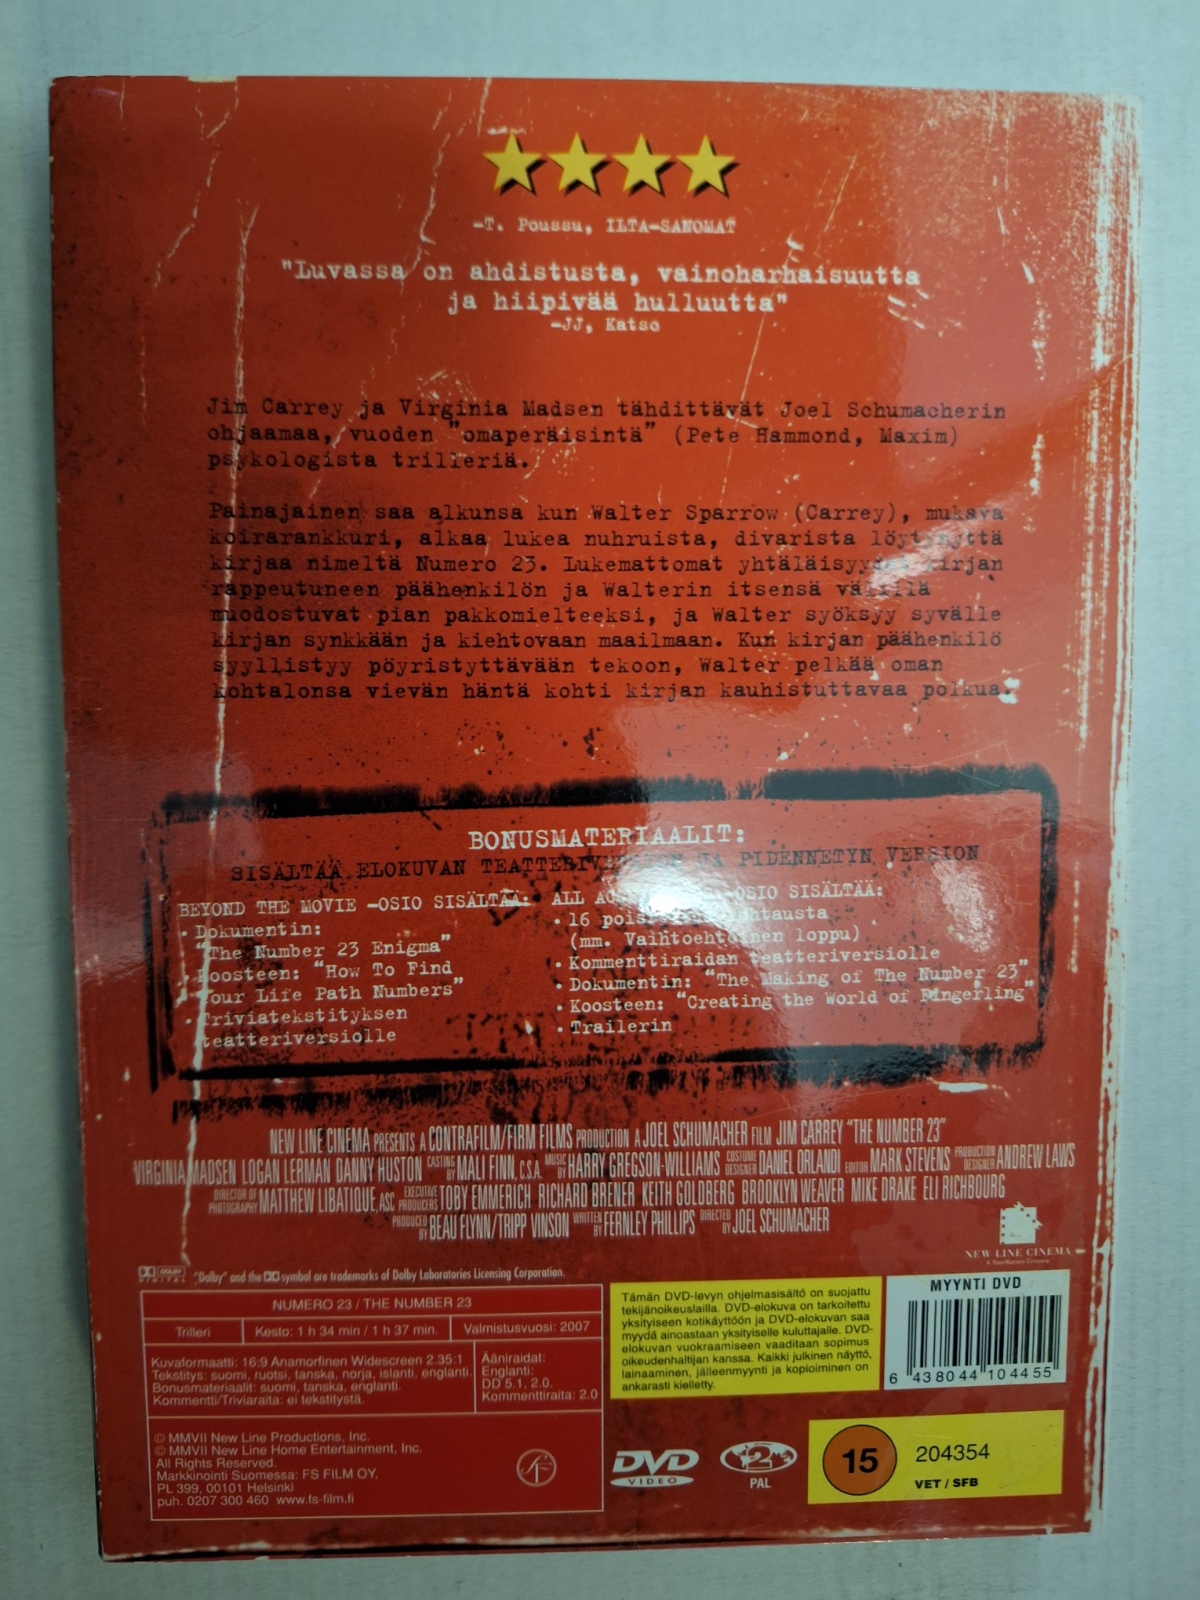 –T. Poussu, ILTA-SANOMAT
"Luvassa on ahdistusta, vainoharhaisuutta
ja hiipivää hulluutta"
–JJ, Katso
Jim Carrey ja Virginia Madsen tähdittävät Joel Schumacherin
ohjaamaa, vuoden "omaperäisintä" (Pete Hammond, Maxim)
psykologista trilleriä.
Painajainen saa alkunsa kun Walter Sparrow (Carrey), mukava
koirarankkuri, alkaa lukea nuhruista, divarista löytynyttä
kirjaa nimeltä Numero 23. Lukemattomat yhtäläisyydet kirjan
rappeutuneen päähenkilön ja Walterin itsensä välillä
muodostuvat pian pakkomielteeksi, ja Walter syöksyy syvälle
kirjan synkkään ja kiehtovaan maailmaan. Kun kirjan päähenkilö
syyllistyy pöyristyttävään tekoon, Walter pelkää oman
kohtalonsa vievän häntä kohti kirjan kauhistuttavaa polkua.
BONUSMATERIAALIT:
SISÄLTÄÄ ELOKUVAN TEATTERIVERSION JA PIDENNETYN VERSION
BEYOND THE MOVIE -OSIO SISÄLTÄÄ:
• Dokumentin:
"The Number 23 Enigma"
• Koosteen: "How To Find
Your Life Path Numbers"
• Triviatekstityksen
teatteriversiolle
ALL -OSIO SISÄLTÄÄ:
• 16 kohtausta
(mm. Vaihtoehtoinen loppu)
• Kommenttiraidan teatteriversiolle
• Dokumentin: "The Making of The Number 23"
• Koosteen: "Creating the World of Fingerling"
• Trailerin
NEW LINE CINEMA PRESENTS A CONTRAFILM/FIRM FILMS PRODUCTION A JOEL SCHUMACHER FILM JIM CARREY "THE NUMBER 23"
VIRGINIA MADSEN LOGAN LERMAN DANNY HUSTON CASTING BY MALI FINN, C.S.A. MUSIC BY HARRY GREGSON-WILLIAMS COSTUME DESIGNER DANIEL ORLANDI EDITOR MARK STEVENS PRODUCTION DESIGNER ANDREW LAWS
DIRECTOR OF PHOTOGRAPHY MATTHEW LIBATIQUE, ASC EXECUTIVE PRODUCERS TOBY EMMERICH RICHARD BRENER KEITH GOLDBERG BROOKLYN WEAVER MIKE DRAKE ELI RICHBOURG
PRODUCED BY BEAU FLYNN/TRIPP VINSON WRITTEN BY FERNLEY PHILLIPS DIRECTED BY JOEL SCHUMACHER
NEW LINE CINEMA
A Time Warner Company
DOLBY DIGITAL "Dolby" and the symbol are trademarks of Dolby Laboratories Licensing Corporation.
NUMERO 23 / THE NUMBER 23
Trilleri Kesto: 1 h 34 min / 1 h 37 min. Valmistusvuosi: 2007
Kuvaformaatti: 16:9 Anamorfinen Widescreen 2.35:1
Tekstitys: suomi, ruotsi, tanska, norja, islanti, englanti.
Bonusmateriaalit: suomi, tanska, englanti.
Kommentti/Triviaraita: ei tekstitystä.
Ääniraidat:
Englanti:
DD 5.1, 2.0.
Kommenttiraita: 2.0
© MMVII New Line Productions, Inc.
© MMVII New Line Home Entertainment, Inc.
All Rights Reserved.
Markkinointi Suomessa: FS FILM OY,
PL 399, 00101 Helsinki
puh. 0207 300 460 www.fs-film.fi
SF
Tämän DVD-levyn ohjelmasisältö on suojattu
tekijänoikeuslailla. DVD-elokuva on tarkoitettu
yksityiseen kotikäyttöön ja DVD-elokuvan saa
myydä ainoastaan yksityiselle kuluttajalle. DVD-
elokuvan vuokraamiseen vaaditaan sopimus
oikeudenhaltijan kanssa. Kaikki julkinen näyttö,
lainaaminen, jälleenmyynti ja kopioiminen on
ankarasti kielletty.
MYYNTI DVD
6 438044 104455
DVD
VIDEO
2
PAL
15
204354
VET / SFB